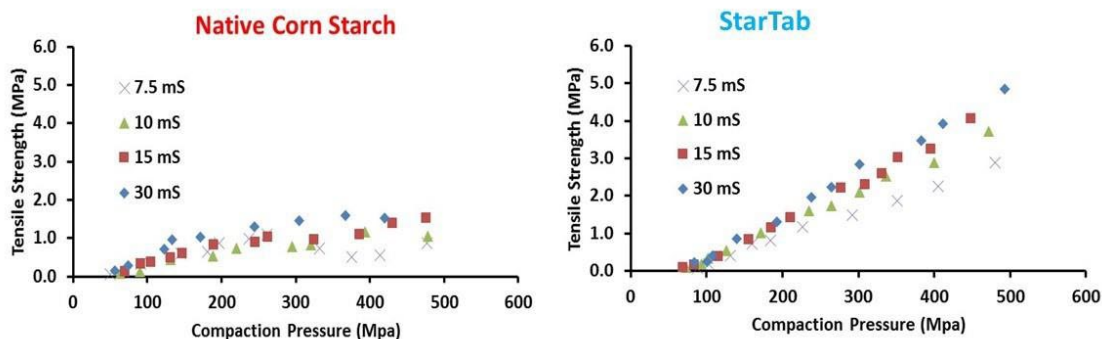 Native Corn Starch
6.0
5.0
4.0
3.0
2.0
1.0
0.0
Tensile Strength (MPa)
7.5 mS
10 mS
15 mS
30 mS
0 100 200 300 400 500 600
Compaction Pressure (Mpa)
StarTab
6.0
5.0
4.0
3.0
2.0
1.0
0.0
Tensile Strength (MPa)
7.5 mS
10 mS
15 mS
30 mS
0 100 200 300 400 500 600
Compaction Pressure (Mpa)